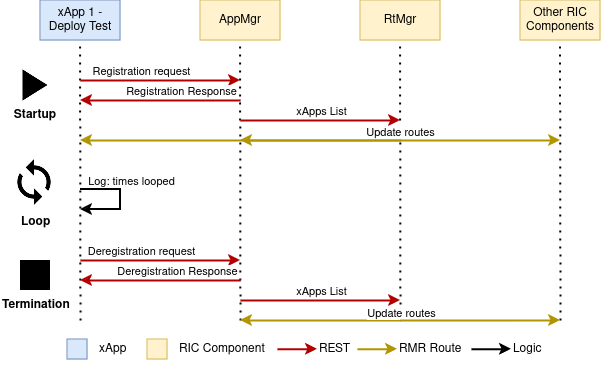 xApp 1 -
Deploy Test
AppMgr
RtMgr
Other RIC
Components
Registration request
Registration Response
Startup
xApps List
Update routes
Log: times looped
Loop
Deregistration request
Deregistration Response
Termination
xApps List
Update routes
xApp
RIC Component
REST
RMR Route
Logic